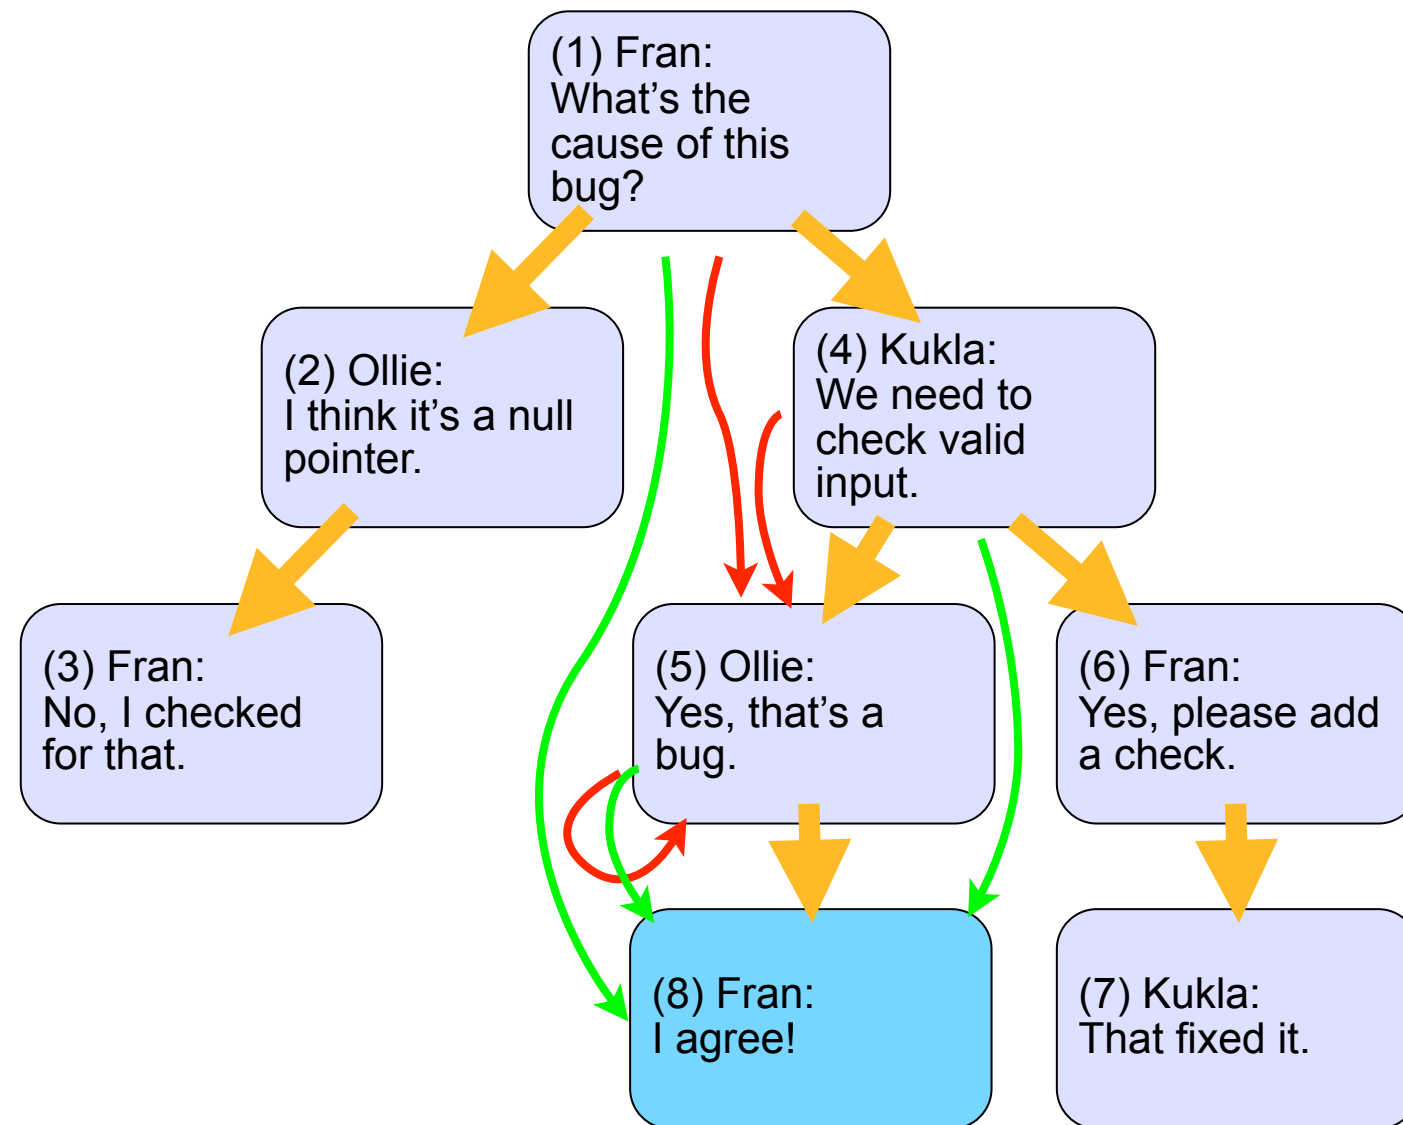 (1) Fran:
What’s the
cause of this
bug?
(2) Ollie:
I think it’s a null
pointer.
(4) Kukla:
We need to
check valid
input.
(3) Fran:
No, I checked
for that.
(5) Ollie:
Yes, that’s a
bug.
(6) Fran:
Yes, please add
a check.
(8) Fran:
I agree!
(7) Kukla:
That fixed it.